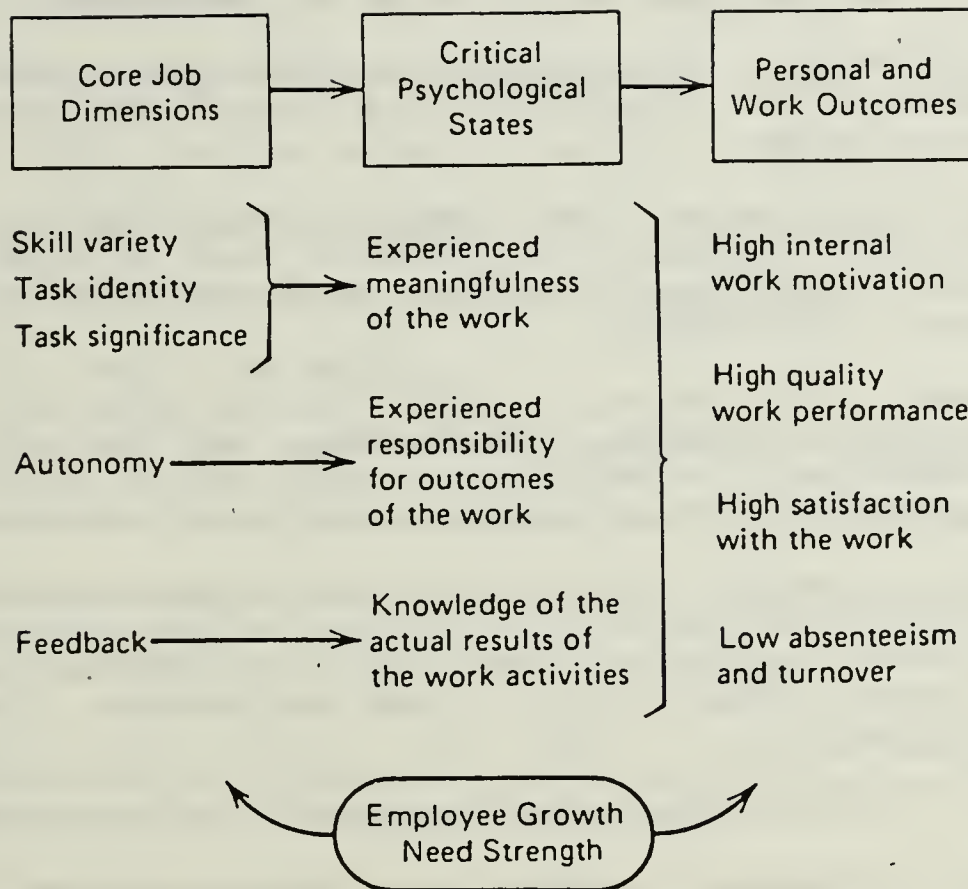 Core Job
Dimensions
Critical
Psychological
States
Personal and
Work Outcomes
Skill variety
Task identity
Task significance
Experienced
meaningfulness
of the work
High internal
work motivation
High quality
work performance
Autonomy
Experienced
responsibility
for outcomes
of the work
High satisfaction
with the work
Feedback
Knowledge of the
actual results of
the work activities
Low absenteeism
and turnover
Employee Growth
Need Strength